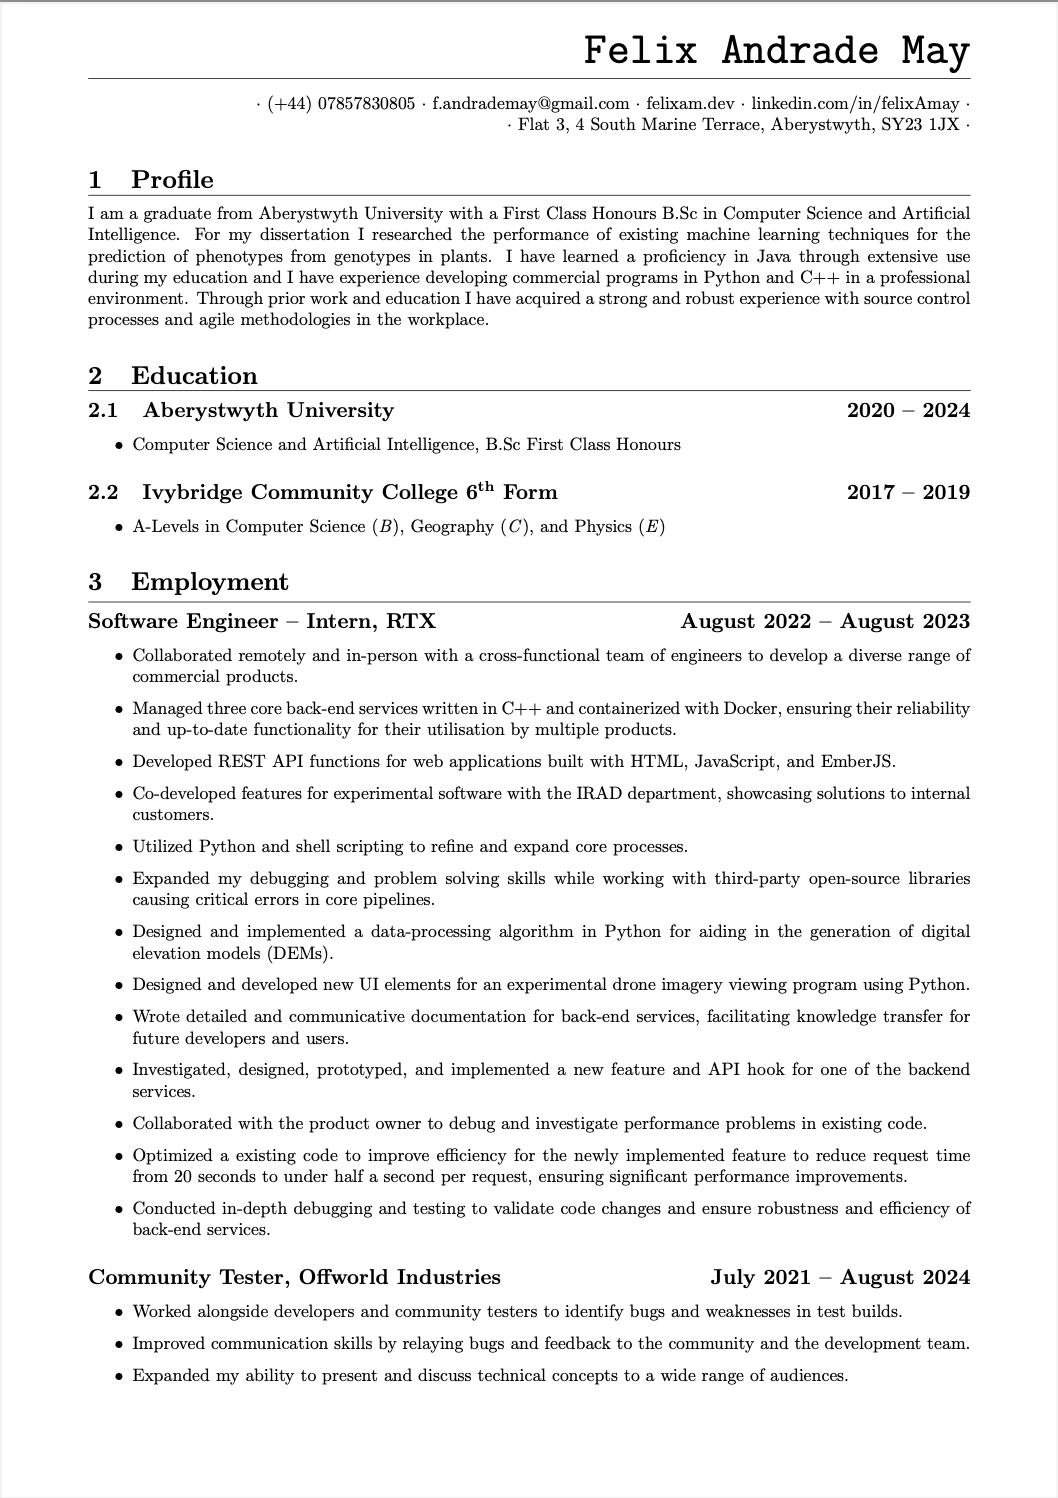 Felix Andrade May
· (+44) 07857830805 · f.andrademay@gmail.com · felixam.dev · linkedin.com/in/felixAmay ·
· Flat 3, 4 South Marine Terrace, Aberystwyth, SY23 1JX ·
1 Profile
I am a graduate from Aberystwyth University with a First Class Honours B.Sc in Computer Science and Artificial
Intelligence. For my dissertation I researched the performance of existing machine learning techniques for the
prediction of phenotypes from genotypes in plants. I have learned a proficiency in Java through extensive use
during my education and I have experience developing commercial programs in Python and C++ in a professional
environment. Through prior work and education I have acquired a strong and robust experience with source control
processes and agile methodologies in the workplace.
2 Education
2.1 Aberystwyth University 2020 – 2024
• Computer Science and Artificial Intelligence, B.Sc First Class Honours
2.2 Ivybridge Community College 6th Form 2017 – 2019
• A-Levels in Computer Science (B), Geography (C), and Physics (E)
3 Employment
Software Engineer – Intern, RTX August 2022 – August 2023
• Collaborated remotely and in-person with a cross-functional team of engineers to develop a diverse range of
commercial products.
• Managed three core back-end services written in C++ and containerized with Docker, ensuring their reliability
and up-to-date functionality for their utilisation by multiple products.
• Developed REST API functions for web applications built with HTML, JavaScript, and EmberJS.
• Co-developed features for experimental software with the IRAD department, showcasing solutions to internal
customers.
• Utilized Python and shell scripting to refine and expand core processes.
• Expanded my debugging and problem solving skills while working with third-party open-source libraries
causing critical errors in core pipelines.
• Designed and implemented a data-processing algorithm in Python for aiding in the generation of digital
elevation models (DEMs).
• Designed and developed new UI elements for an experimental drone imagery viewing program using Python.
• Wrote detailed and communicative documentation for back-end services, facilitating knowledge transfer for
future developers and users.
• Investigated, designed, prototyped, and implemented a new feature and API hook for one of the backend
services.
• Collaborated with the product owner to debug and investigate performance problems in existing code.
• Optimized a existing code to improve efficiency for the newly implemented feature to reduce request time
from 20 seconds to under half a second per request, ensuring significant performance improvements.
• Conducted in-depth debugging and testing to validate code changes and ensure robustness and efficiency of
back-end services.
Community Tester, Offworld Industries July 2021 – August 2024
• Worked alongside developers and community testers to identify bugs and weaknesses in test builds.
• Improved communication skills by relaying bugs and feedback to the community and the development team.
• Expanded my ability to present and discuss technical concepts to a wide range of audiences.